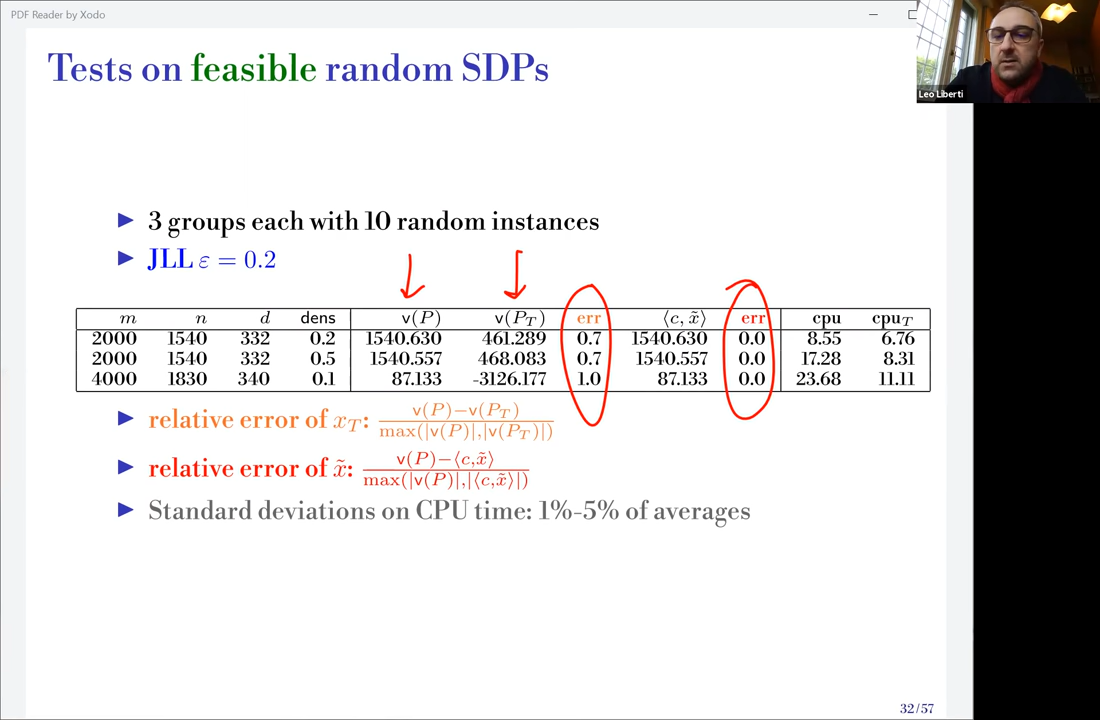 PDF Reader by Xodo
Tests on feasible random SDPs
Leo Liberti
▶ 3 groups each with 10 random instances
▶ JLL ε = 0.2
m n d dens v(P) v(P_T) err ⟨c, x̃⟩ err cpu cpu_T
2000 1540 332 0.2 1540.630 461.289 0.7 1540.630 0.0 8.55 6.76
2000 1540 332 0.5 1540.557 468.083 0.7 1540.557 0.0 17.28 8.31
4000 1830 340 0.1 87.133 -3126.177 1.0 87.133 0.0 23.68 11.11
▶ relative error of x_T: v(P)−v(P_T) / max(|v(P)|,|v(P_T)|)
▶ relative error of x̃: v(P)−⟨c,x̃⟩ / max(|v(P)|,|⟨c,x̃⟩|)
▶ Standard deviations on CPU time: 1%-5% of averages
32/57